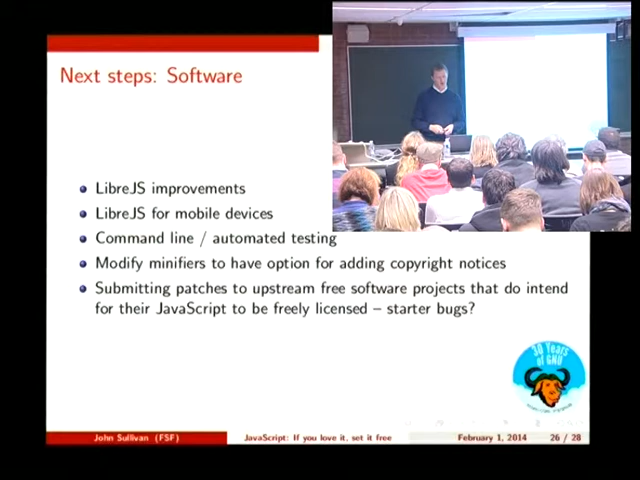 Next steps: Software
LibreJS improvements
LibreJS for mobile devices
Command line / automated testing
Modify minifiers to have option for adding copyright notices
Submitting patches to upstream free software projects that do intend
for their JavaScript to be freely licensed – starter bugs?
30 Years
of GNU
John Sullivan (FSF)
JavaScript: If you love it, set it free
February 1, 2014
26 / 28